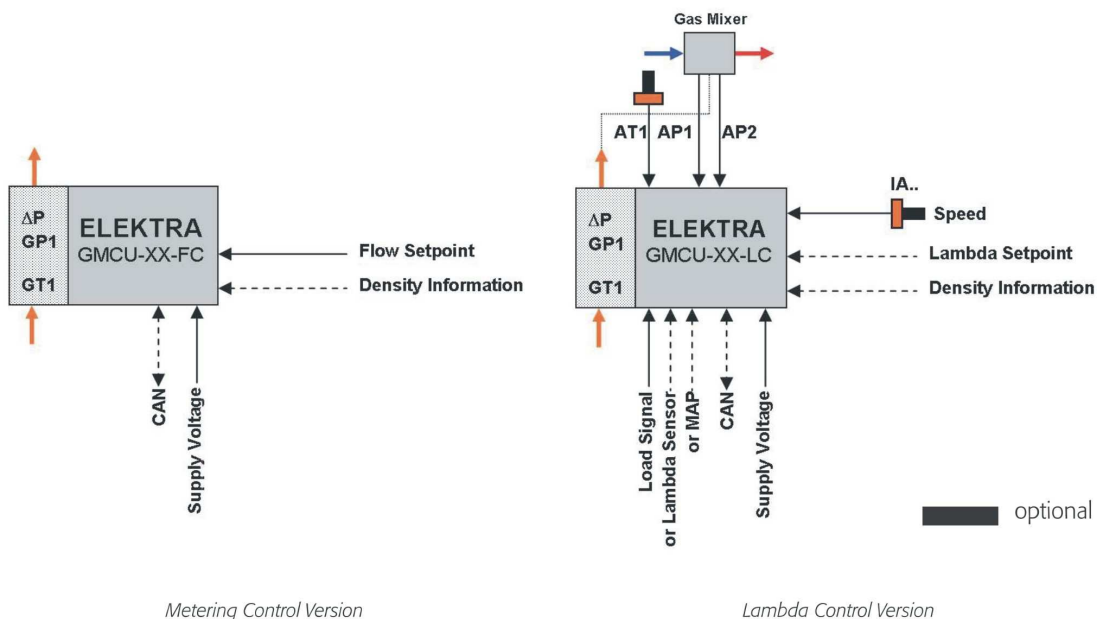 Gas Mixer
AT1
AP1
AP2
ΔP
GP1
GT1
ELEKTRA
GMCU-XX-FC
Flow Setpoint
Density Information
CAN
Supply Voltage
ΔP
GP1
GT1
ELEKTRA
GMCU-XX-LC
IA..
Speed
Lambda Setpoint
Density Information
Load Signal
or Lambda Sensor
or MAP
CAN
Supply Voltage
optional
Metering Control Version
Lambda Control Version